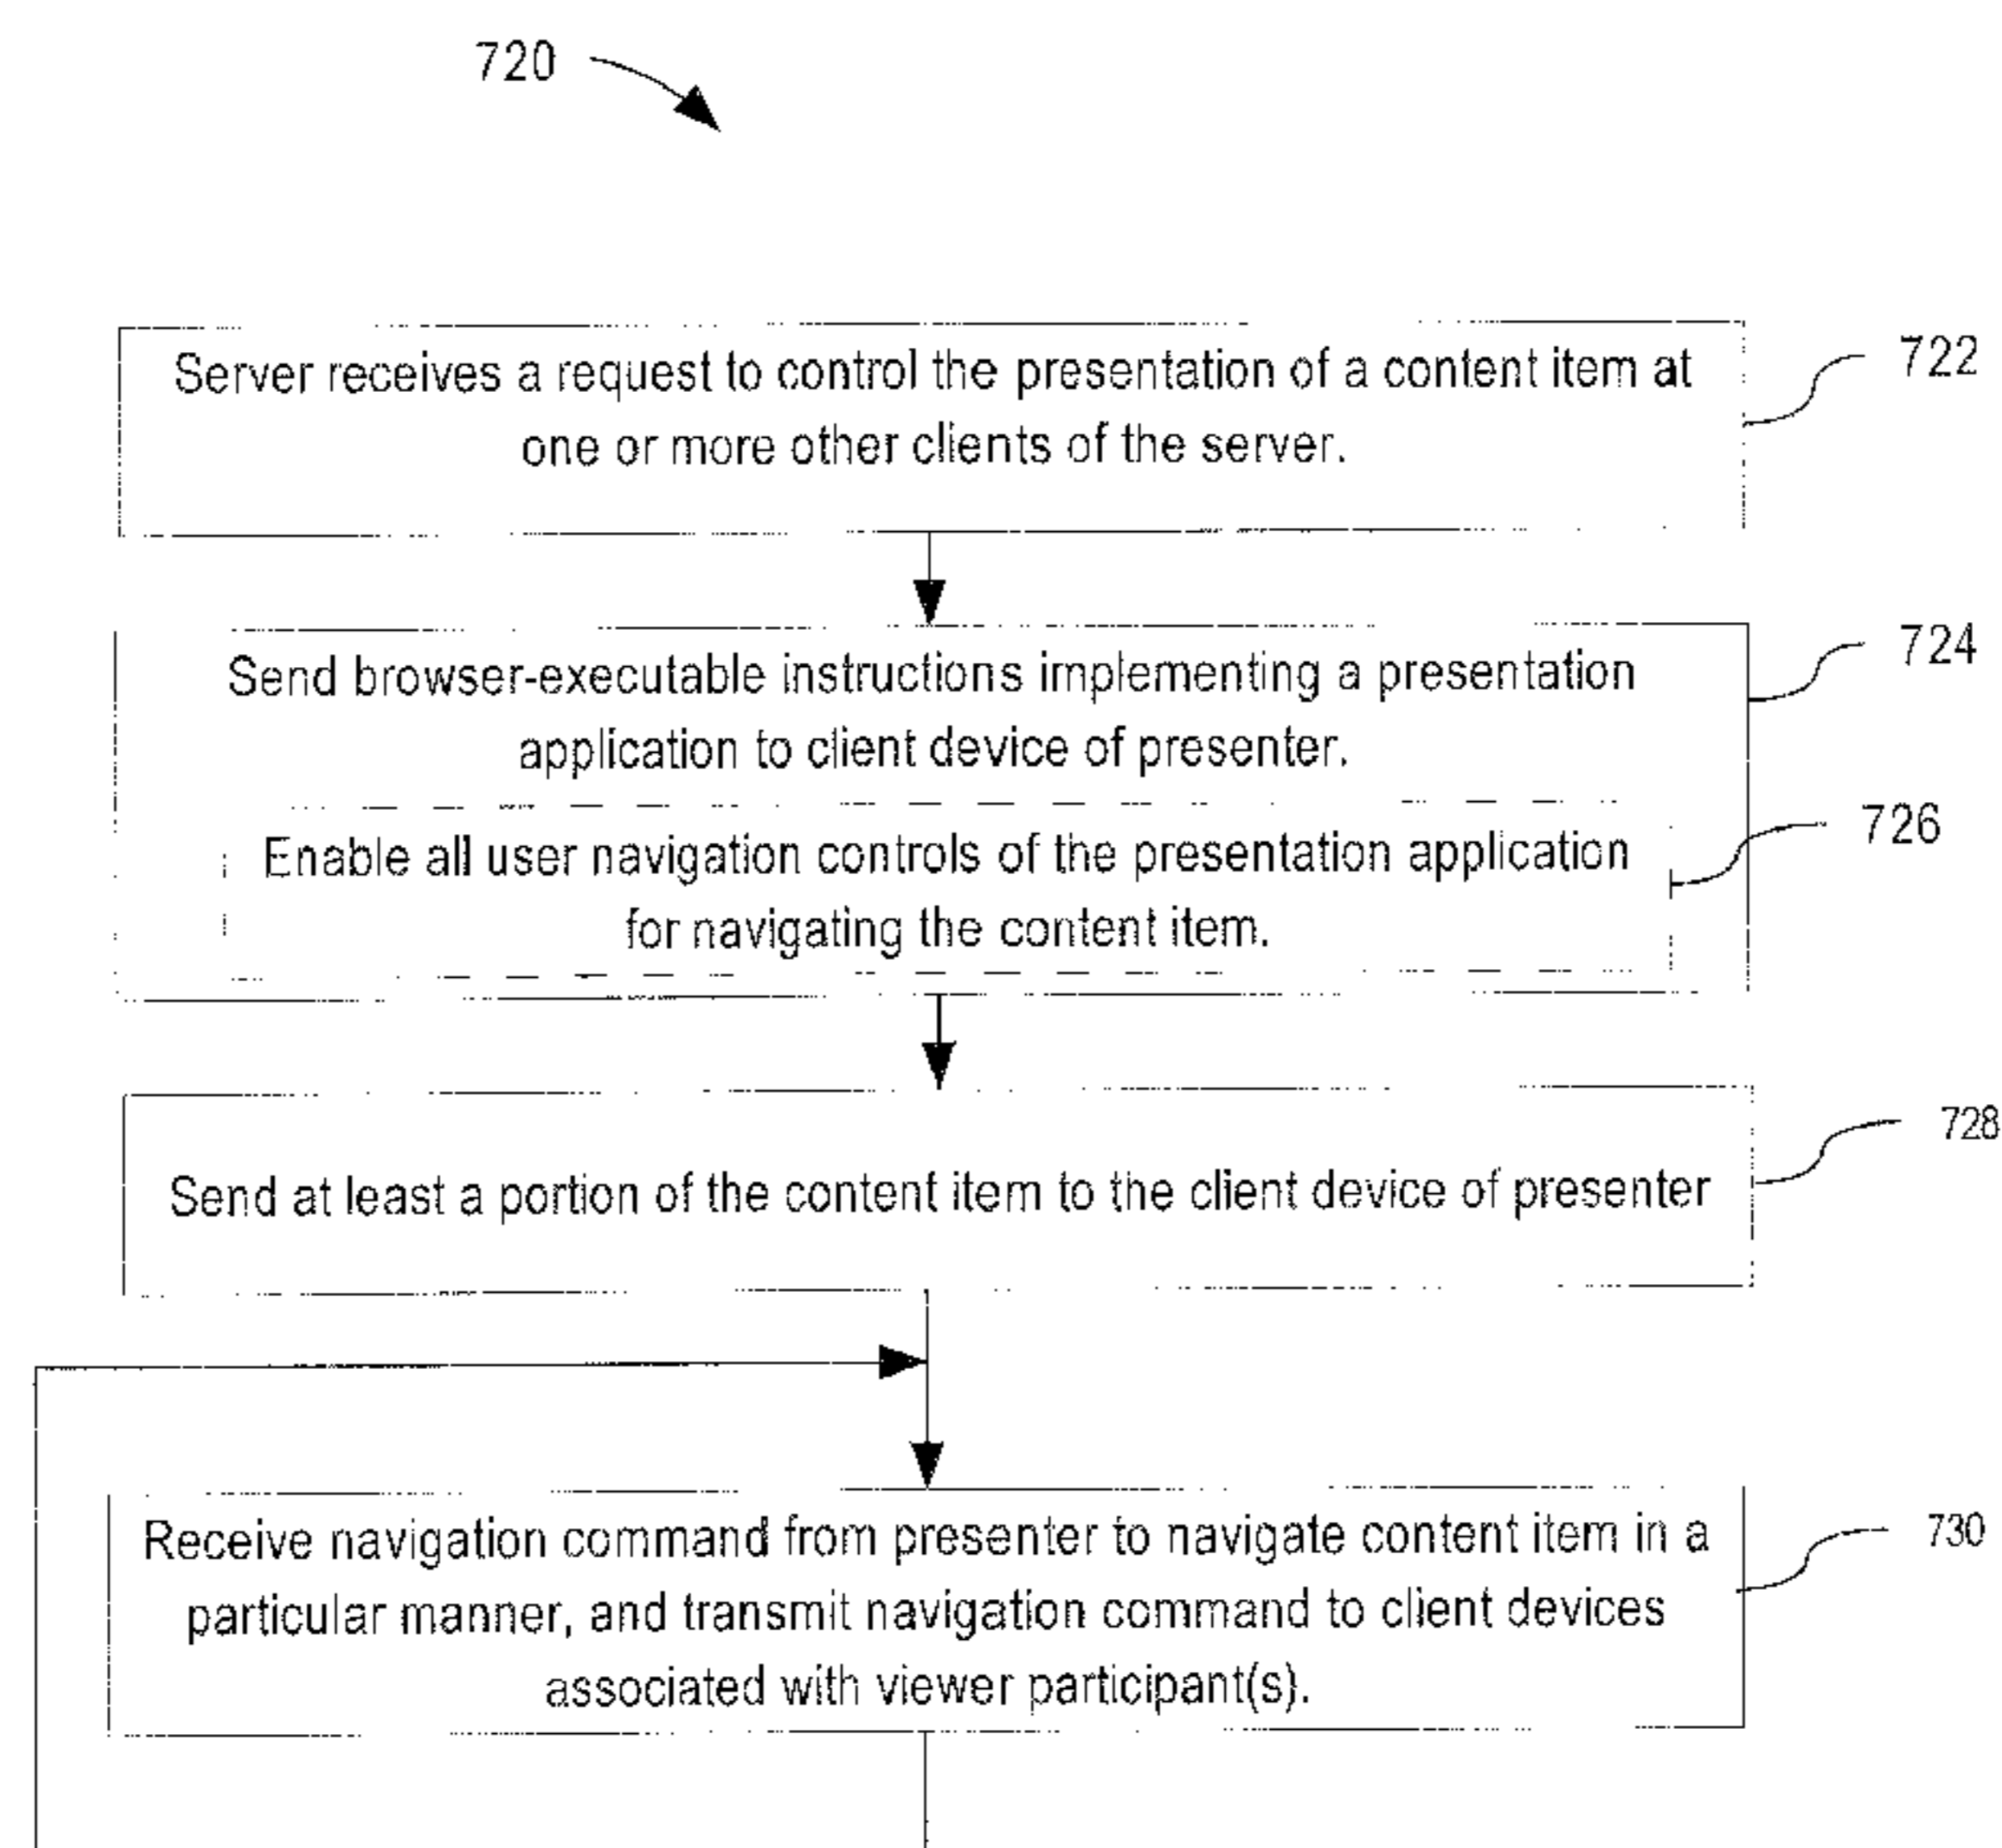 720
Server receives a request to control the presentation of a content item at
one or more other clients of the server.
722
Send browser-executable instructions implementing a presentation
application to client device of presenter.
724
Enable all user navigation controls of the presentation application
for navigating the content item.
726
Send at least a portion of the content item to the client device of presenter
728
Receive navigation command from presenter to navigate content item in a
particular manner, and transmit navigation command to client devices
associated with viewer participant(s).
730